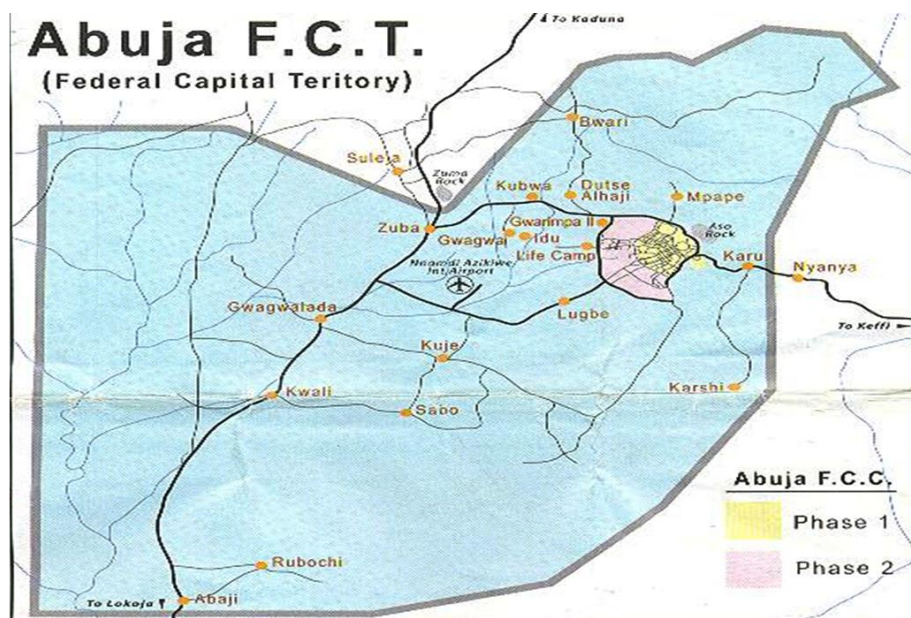 To Kaduna
Abuja F.C.T.
(Federal Capital Teritory)
Bwari
Suleja
Zuma
Rock
Kubwa
Dutse
Alhaji
Mpape
Zuba
Gwarimpa II
Gwagwa
Idu
Life Camp
Aso
Rock
Karu
Nyanya
Nnamdi Azikiwe
Int/Airport
Gwagwalada
Lugbe
To Keffi
Kuje
Kwali
Sabo
Karshi
Abuja F.C.C.
Phase 1
Phase 2
Rubochi
To Lokoja
Abaji